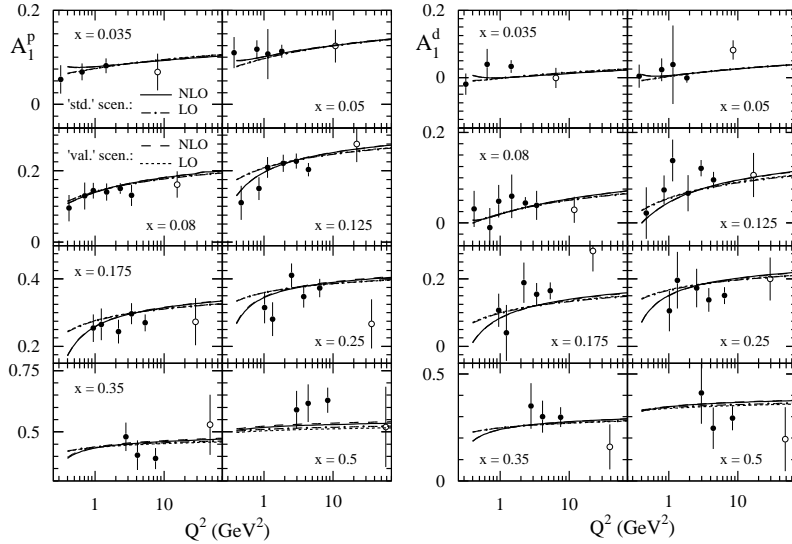 A₁ᵖ
0.2
0
x = 0.035
x = 0.05
'std.' scen.:
NLO
LO
'val.' scen.:
NLO
LO
0.2
0
x = 0.08
x = 0.125
0.4
0.2
x = 0.175
x = 0.25
0.75
0.5
x = 0.35
x = 0.5
1 10 1 10
Q² (GeV²)
A₁ᵈ
0.2
0
x = 0.035
x = 0.05
0.2
0
x = 0.08
x = 0.125
0.2
0
x = 0.175
x = 0.25
0.5
0
x = 0.35
x = 0.5
1 10 1 10
Q² (GeV²)